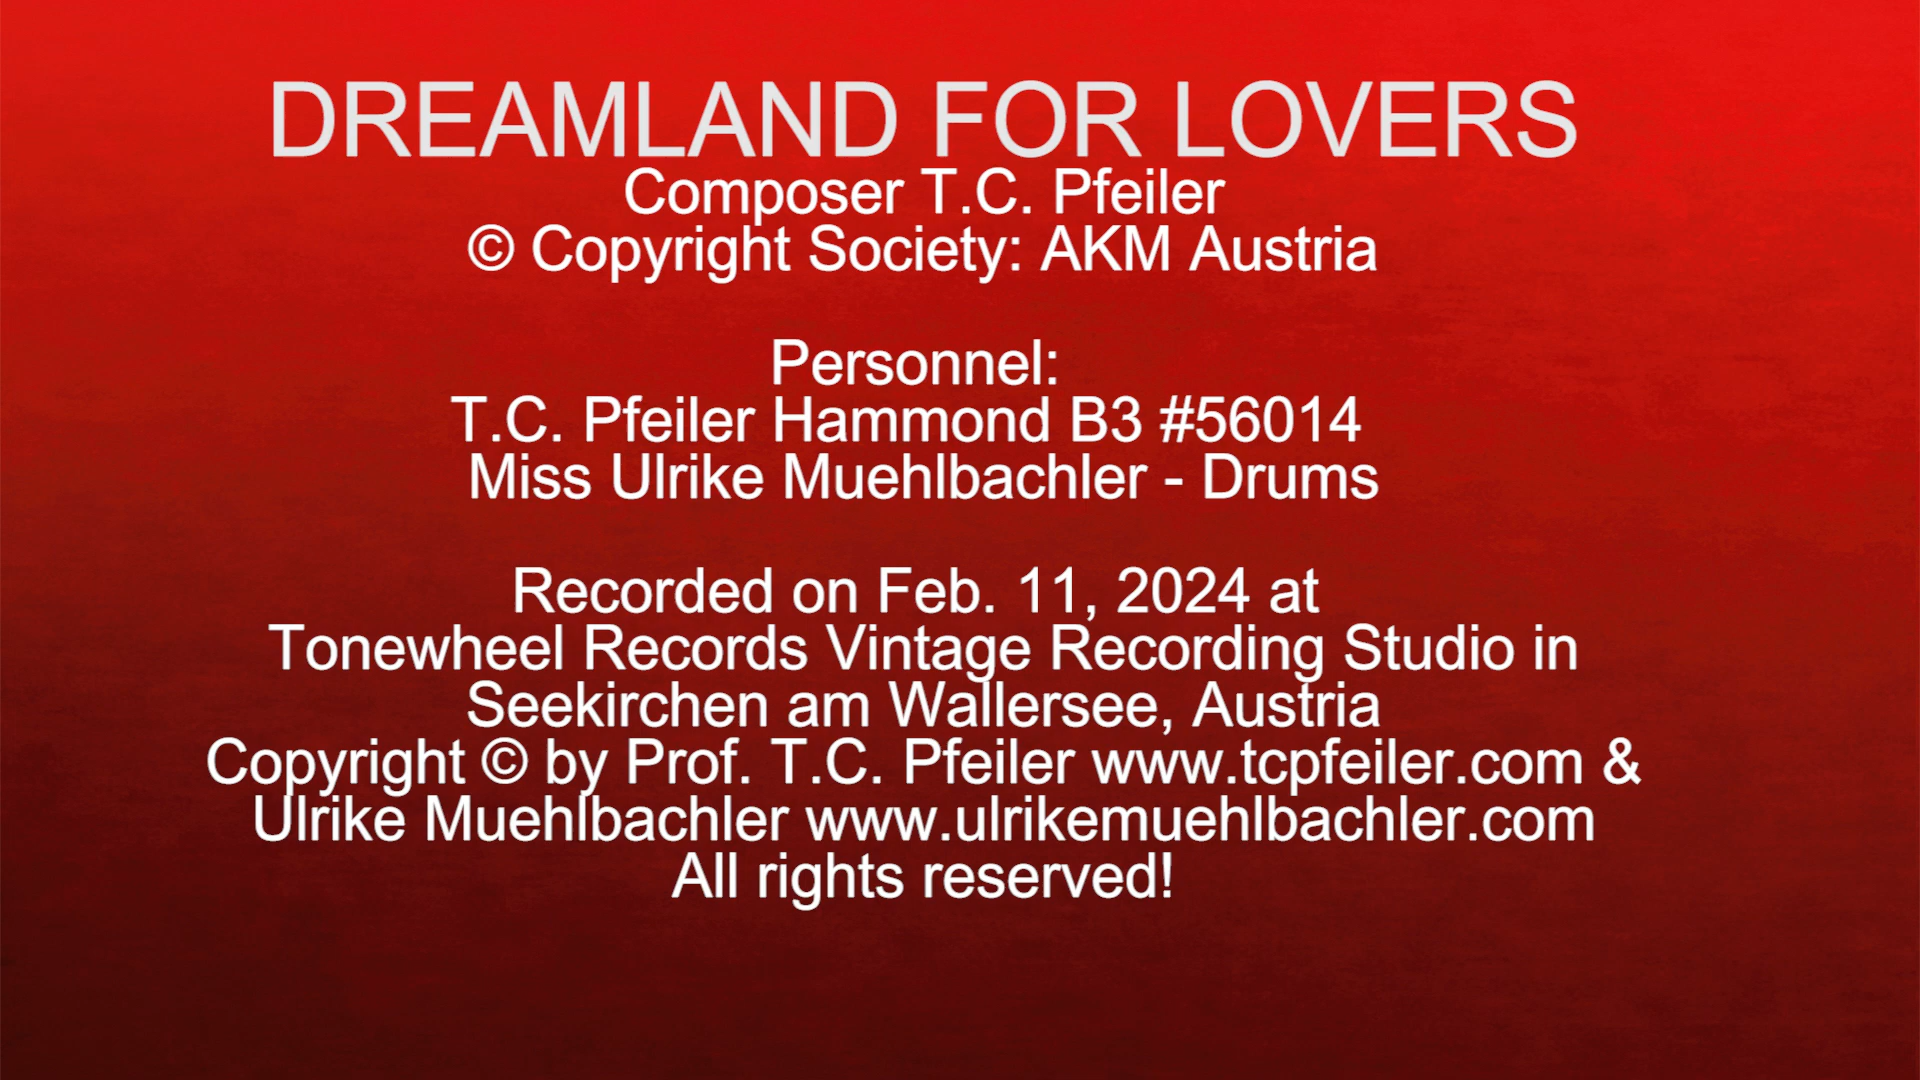 DREAMLAND FOR LOVERS
Composer T.C. Pfeiler
© Copyright Society: AKM Austria
Personnel:
T.C. Pfeiler Hammond B3 #56014
Miss Ulrike Muehlbachler - Drums
Recorded on Feb. 11, 2024 at
Tonewheel Records Vintage Recording Studio in
Seekirchen am Wallersee, Austria
Copyright © by Prof. T.C. Pfeiler www.tcpfeiler.com &
Ulrike Muehlbachler www.ulrikemuehlbachler.com
All rights reserved!